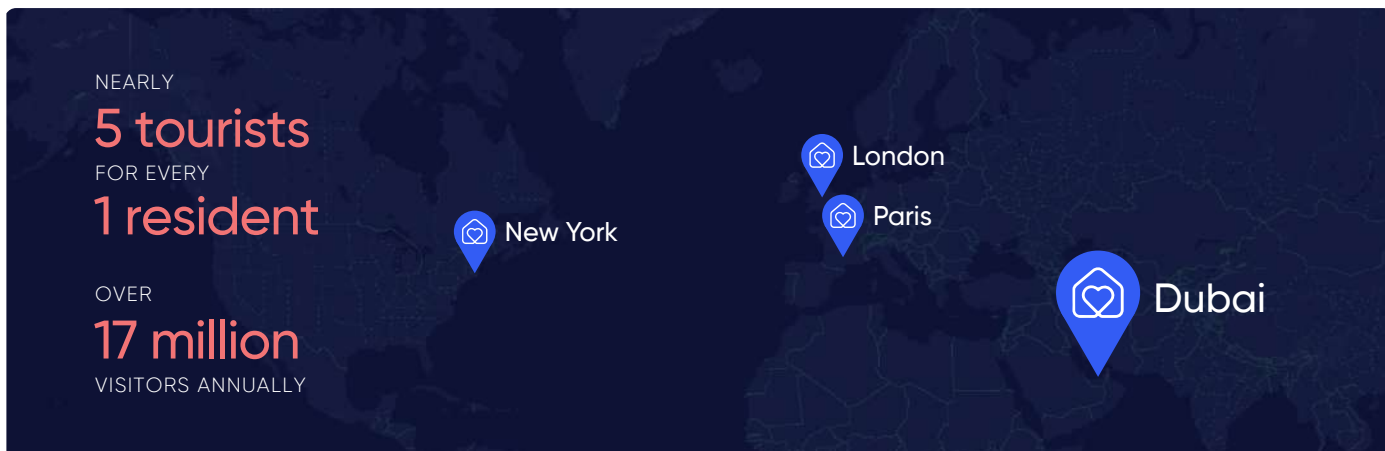 NEARLY
5 tourists
FOR EVERY
1 resident
OVER
17 million
VISITORS ANNUALLY
New York
London
Paris
Dubai